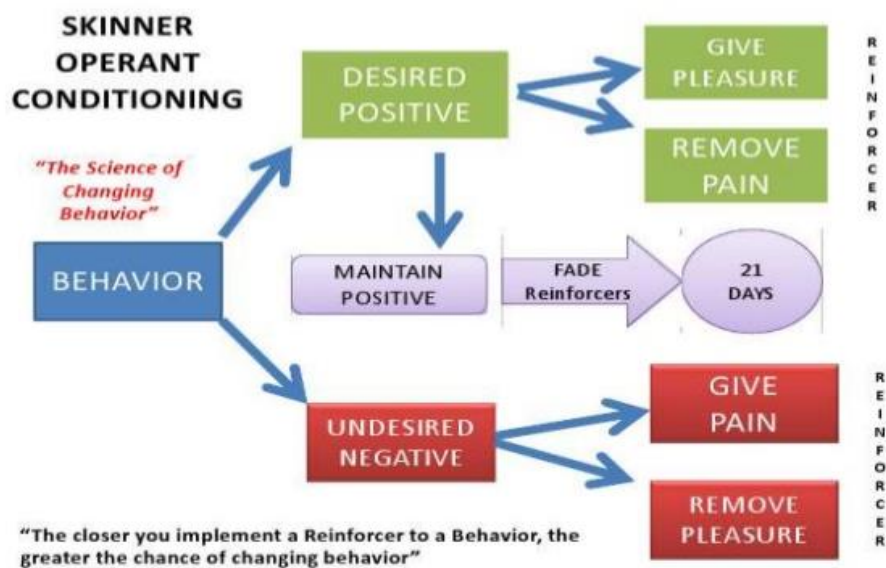 SKINNER
OPERANT
CONDITIONING
"The Science of
Changing
Behavior"
BEHAVIOR
DESIRED
POSITIVE
GIVE
PLEASURE
REMOVE
PAIN
REINFORCER
MAINTAIN
POSITIVE
FADE
Reinforcers
21
DAYS
UNDESIRED
NEGATIVE
GIVE
PAIN
REMOVE
PLEASURE
REINFORCER
"The closer you implement a Reinforcer to a Behavior, the
greater the chance of changing behavior"